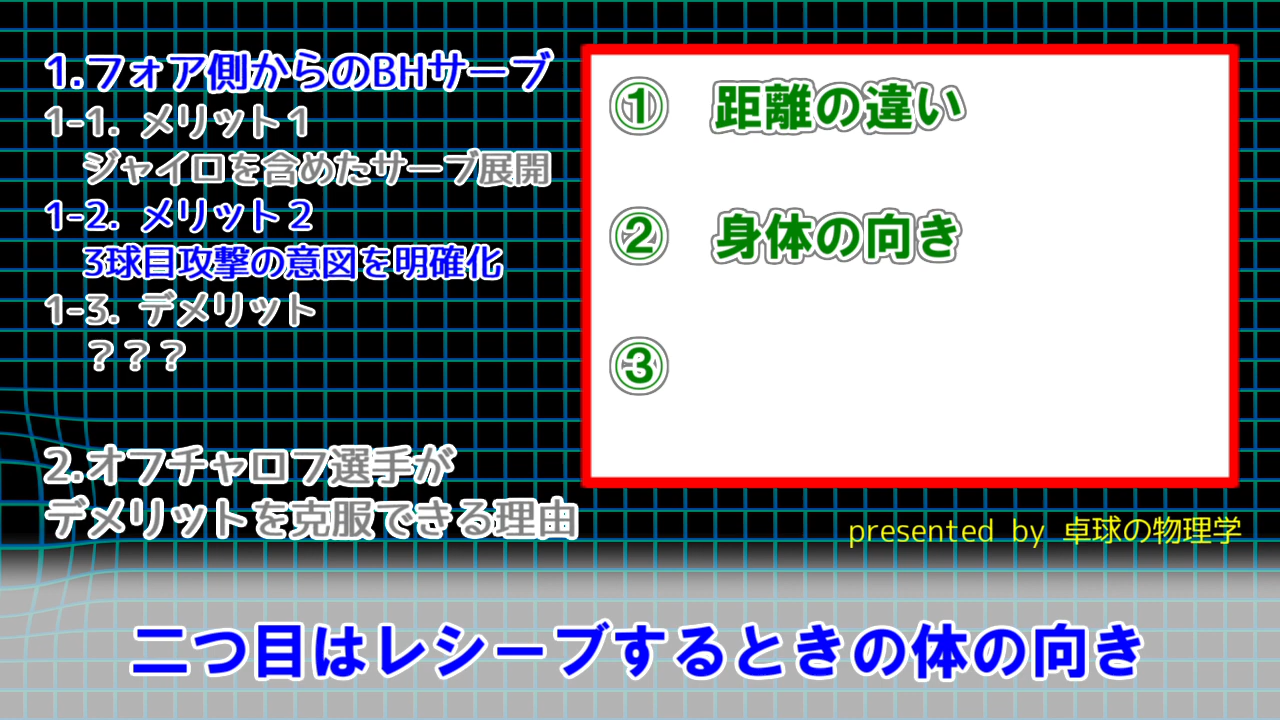 1.フォア側からのBHサーブ
1-1. メリット１
ジャイロを含めたサーブ展開
1-2. メリット２
3球目攻撃の意図を明確化
1-3. デメリット
？？？
2.オフチャロフ選手が
デメリットを克服できる理由
① 距離の違い
② 身体の向き
③
presented by 卓球の物理学
二つ目はレシーブするときの体の向き